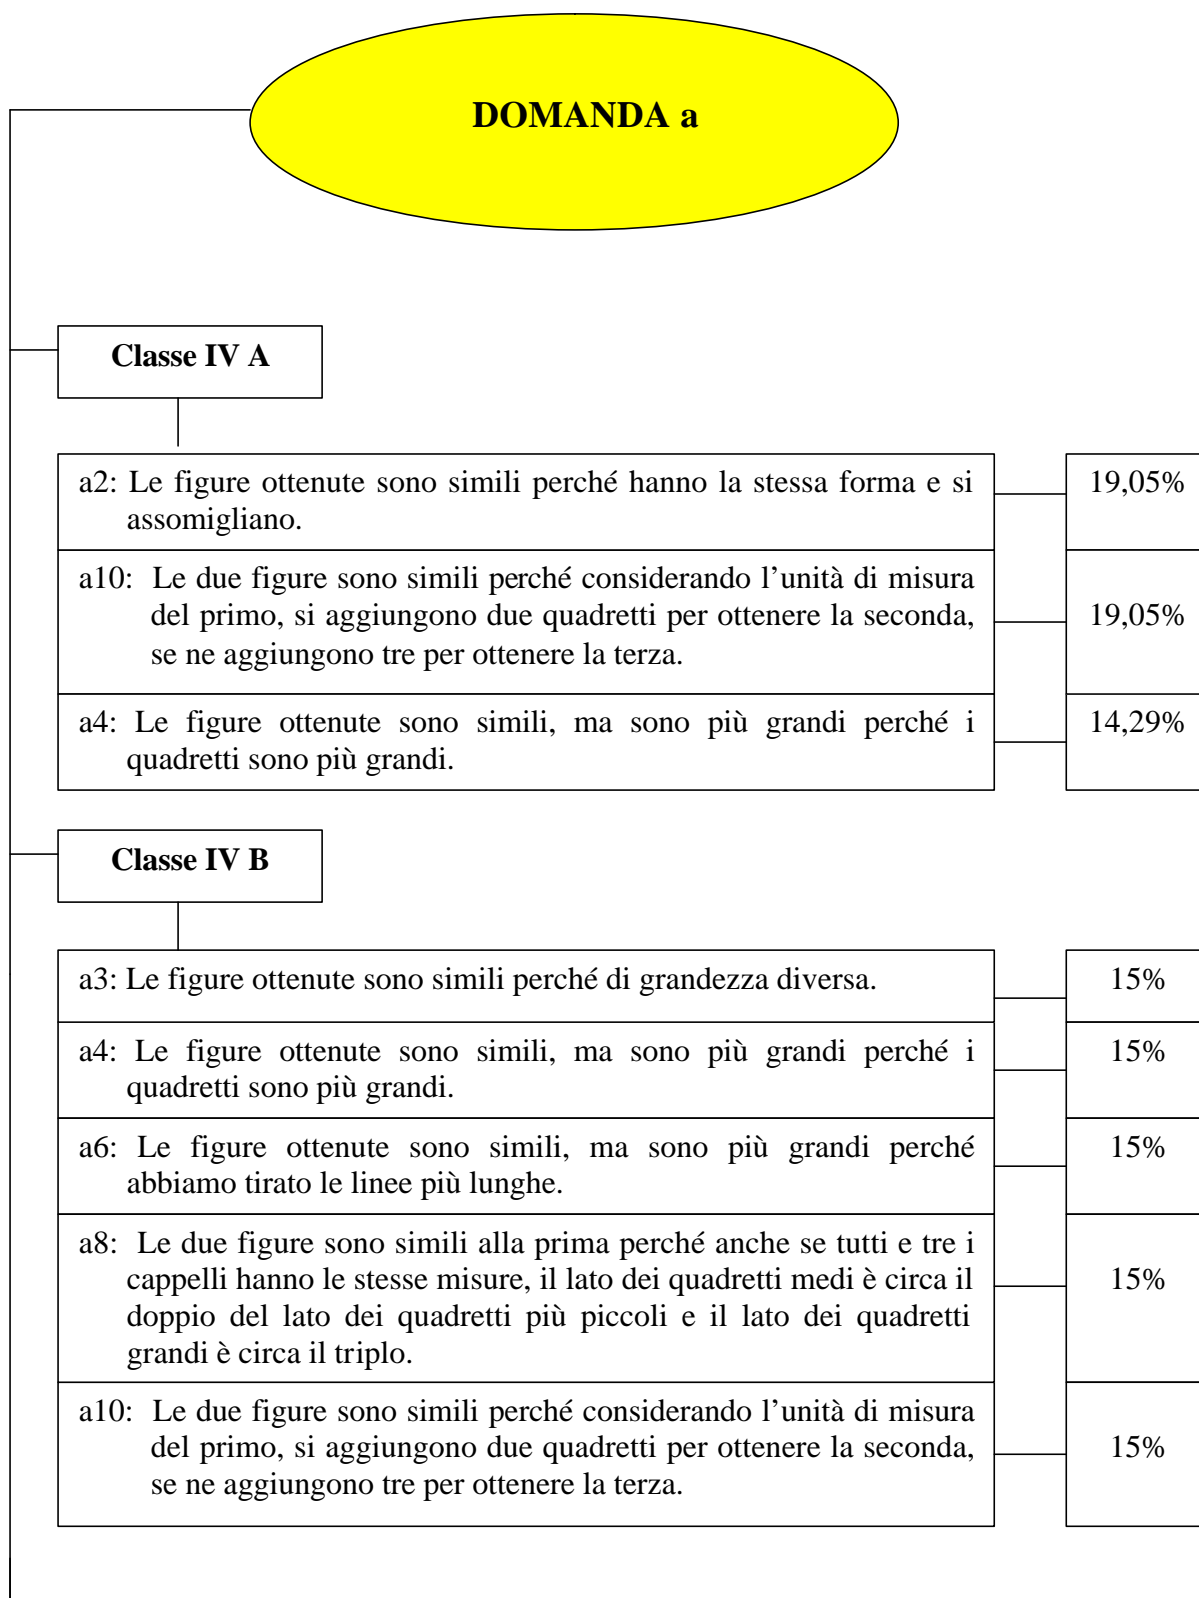 DOMANDA a
Classe IV A
a2: Le figure ottenute sono simili perché hanno la stessa forma e si
assomigliano.
19,05%
a10: Le due figure sono simili perché considerando l’unità di misura
del primo, si aggiungono due quadretti per ottenere la seconda,
se ne aggiungono tre per ottenere la terza.
19,05%
a4: Le figure ottenute sono simili, ma sono più grandi perché i
quadretti sono più grandi.
14,29%
Classe IV B
a3: Le figure ottenute sono simili perché di grandezza diversa.
15%
a4: Le figure ottenute sono simili, ma sono più grandi perché i
quadretti sono più grandi.
15%
a6: Le figure ottenute sono simili, ma sono più grandi perché
abbiamo tirato le linee più lunghe.
15%
a8: Le due figure sono simili alla prima perché anche se tutti e tre i
cappelli hanno le stesse misure, il lato dei quadretti medi è circa il
doppio del lato dei quadretti più piccoli e il lato dei quadretti
grandi è circa il triplo.
15%
a10: Le due figure sono simili perché considerando l’unità di misura
del primo, si aggiungono due quadretti per ottenere la seconda,
se ne aggiungono tre per ottenere la terza.
15%